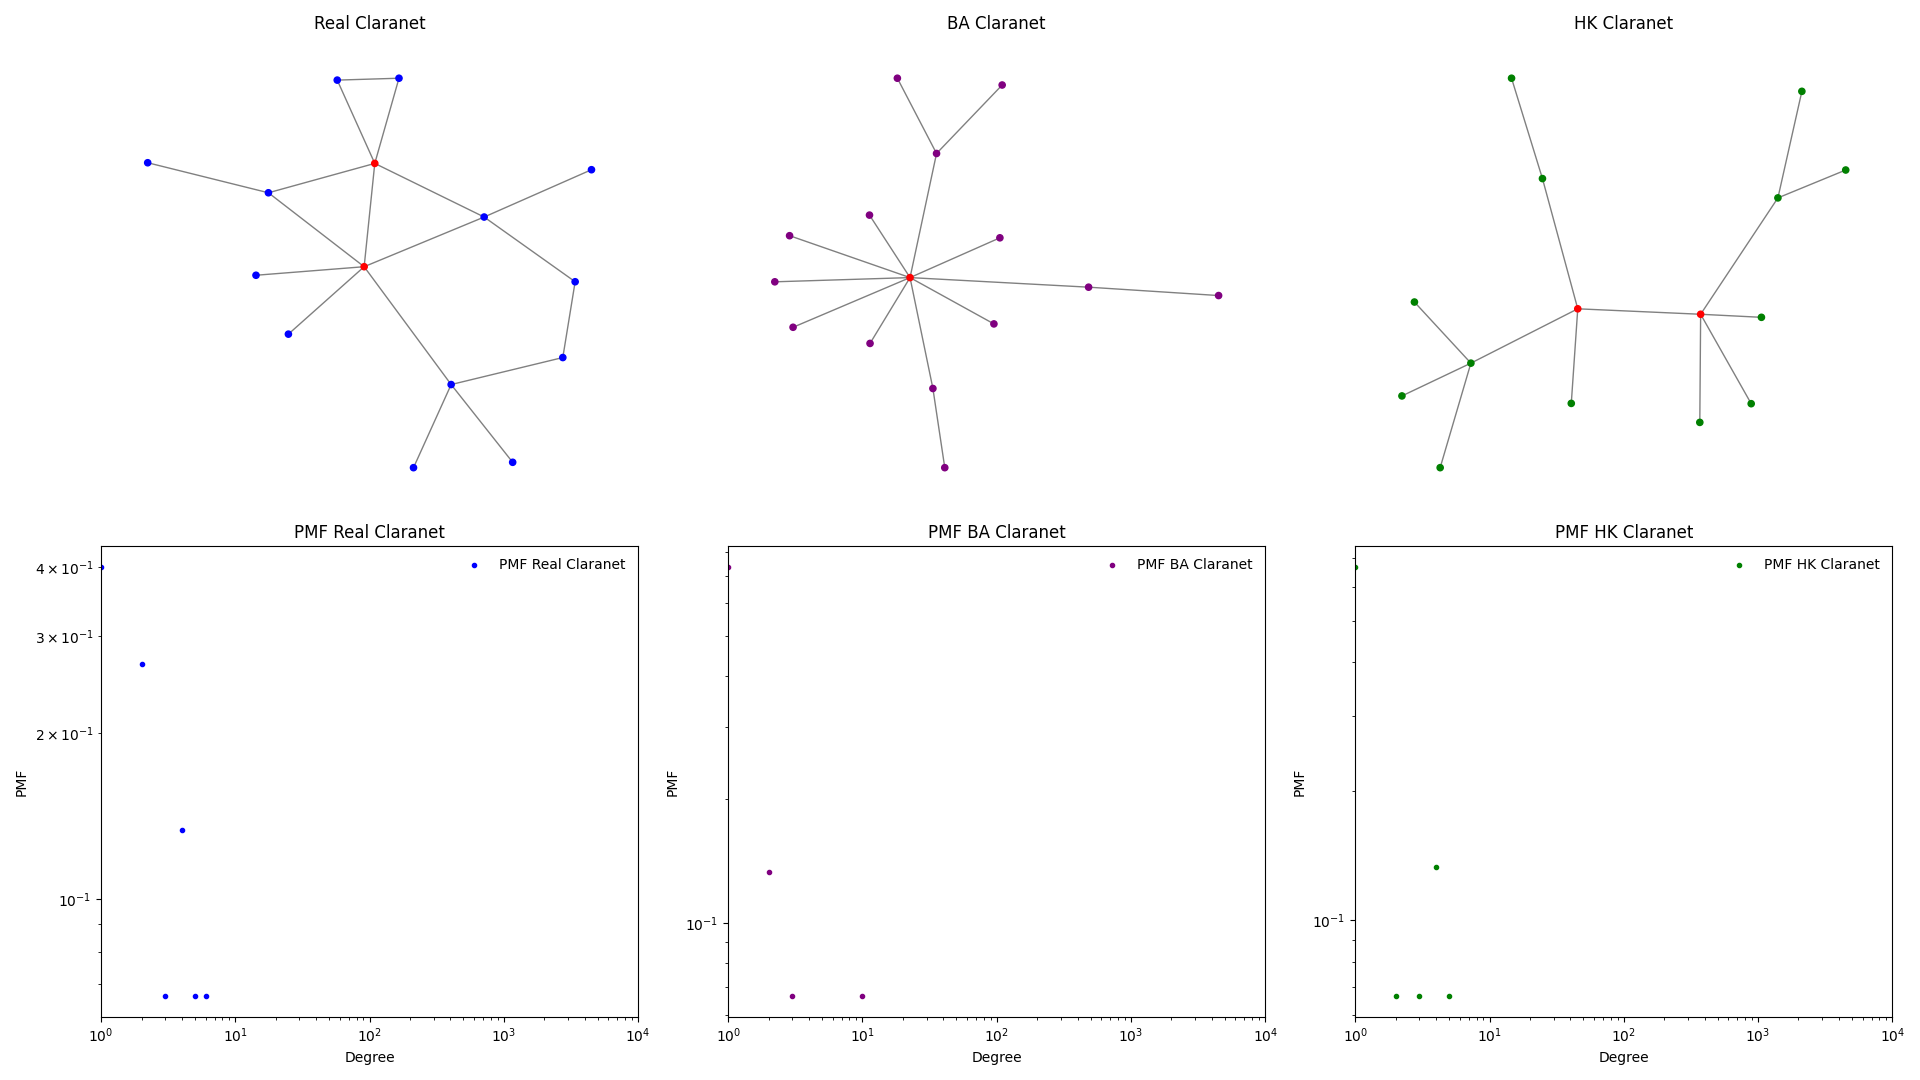 Real Claranet
BA Claranet
HK Claranet
PMF Real Claranet
PMF Real Claranet
4 × 10⁻¹
3 × 10⁻¹
2 × 10⁻¹
10⁻¹
PMF
10⁰ 10¹ 10² 10³ 10⁴
Degree
PMF BA Claranet
PMF BA Claranet
10⁻¹
PMF
10⁰ 10¹ 10² 10³ 10⁴
Degree
PMF HK Claranet
PMF HK Claranet
10⁻¹
PMF
10⁰ 10¹ 10² 10³ 10⁴
Degree